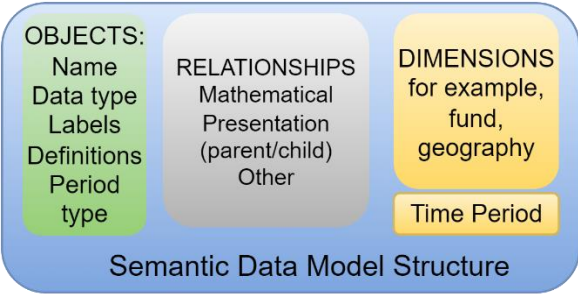 OBJECTS:
Name
Data type
Labels
Definitions
Period
type
RELATIONSHIPS
Mathematical
Presentation
(parent/child)
Other
DIMENSIONS
for example,
fund,
geography
Time Period
Semantic Data Model Structure